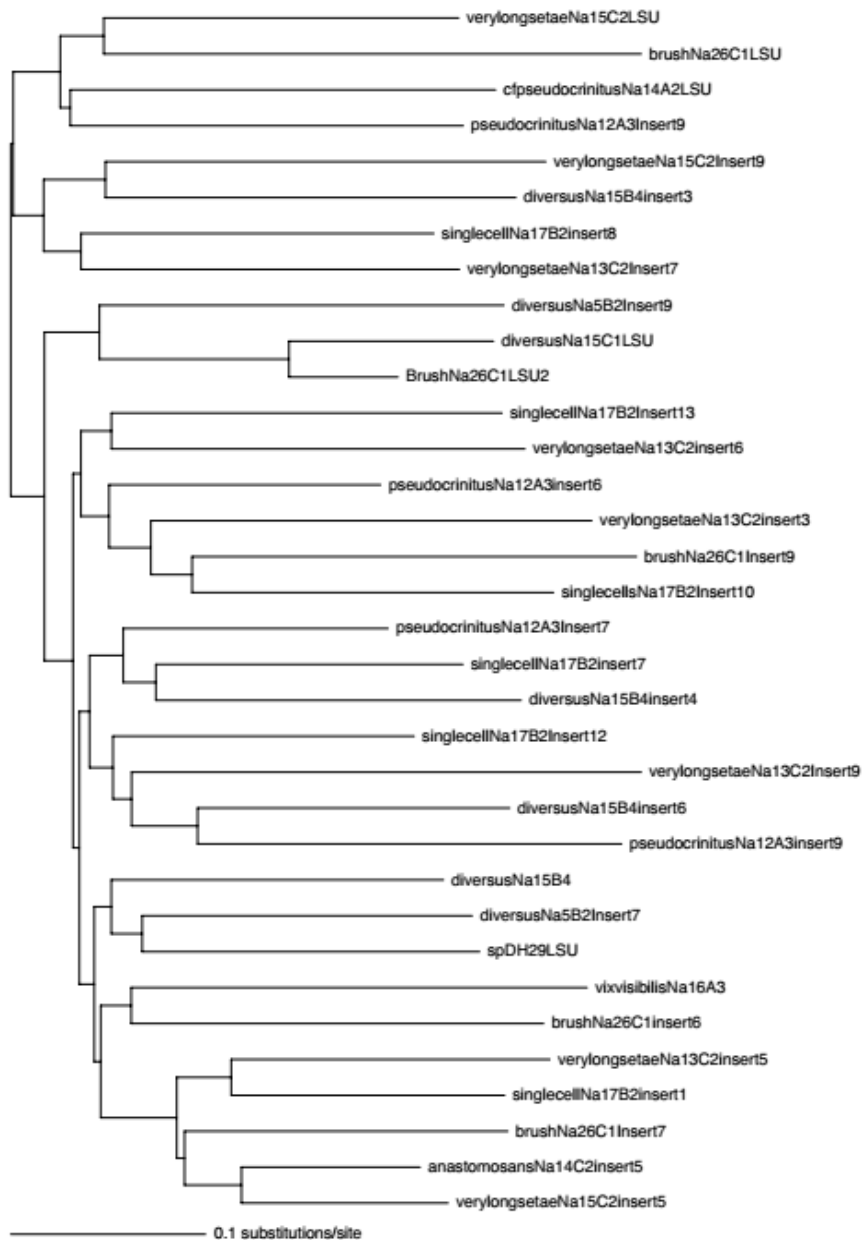 verylongsetaeNa15C2LSU
brushNa26C1LSU
cfpseudocrinitusNa14A2LSU
pseudocrinitusNa12A3Insert9
verylongsetaeNa15C2Insert9
diversusNa15B4insert3
singlecellNa17B2insert8
verylongsetaeNa13C2Insert7
diversusNa5B2Insert9
diversusNa15C1LSU
BrushNa26C1LSU2
singlecellNa17B2Insert13
verylongsetaeNa13C2insert6
pseudocrinitusNa12A3insert6
verylongsetaeNa13C2insert3
brushNa26C1Insert9
singlecellsNa17B2Insert10
pseudocrinitusNa12A3Insert7
singlecellNa17B2insert7
diversusNa15B4insert4
singlecellNa17B2Insert12
verylongsetaeNa13C2Insert9
diversusNa15B4insert6
pseudocrinitusNa12A3insert9
diversusNa15B4
diversusNa5B2Insert7
spDH29LSU
vixvisibilisNa16A3
brushNa26C1insert6
verylongsetaeNa13C2insert5
singlecellNa17B2insert1
brushNa26C1Insert7
anastomosansNa14C2insert5
verylongsetaeNa15C2insert5
0.1 substitutions/site